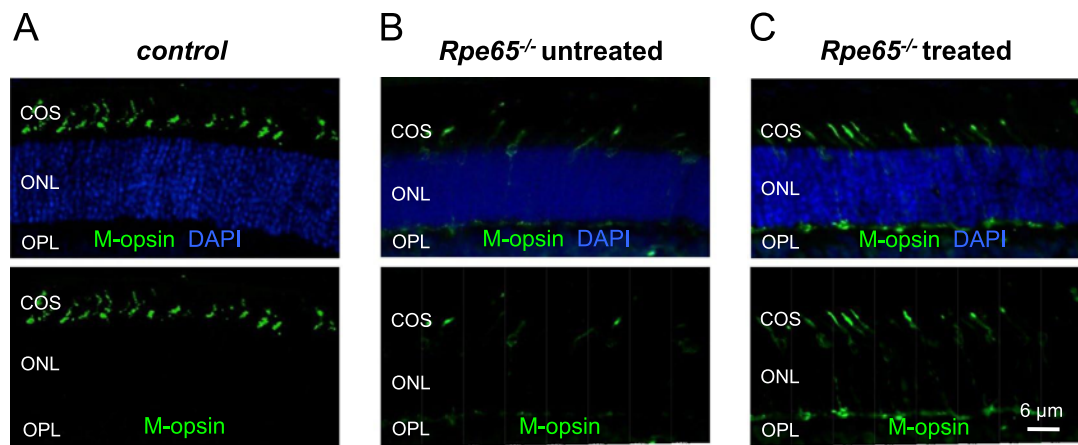 A
control
COS
ONL
OPL
M-opsin DAPI
COS
ONL
OPL
M-opsin
B
Rpe65-/- untreated
COS
ONL
OPL
M-opsin DAPI
COS
ONL
OPL
M-opsin
C
Rpe65-/- treated
COS
ONL
OPL
M-opsin DAPI
COS
ONL
OPL
M-opsin
6 µm